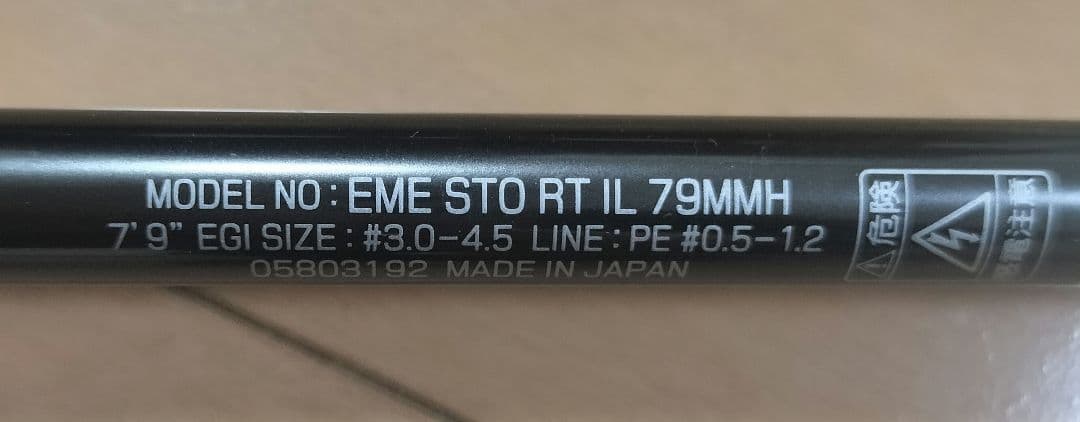 MODEL NO : EME STO RT IL 79MMH
7' 9" EGI SIZE : #3.0-4.5 LINE : PE #0.5-1.2
05803192 MADE IN JAPAN
危険
感電注意